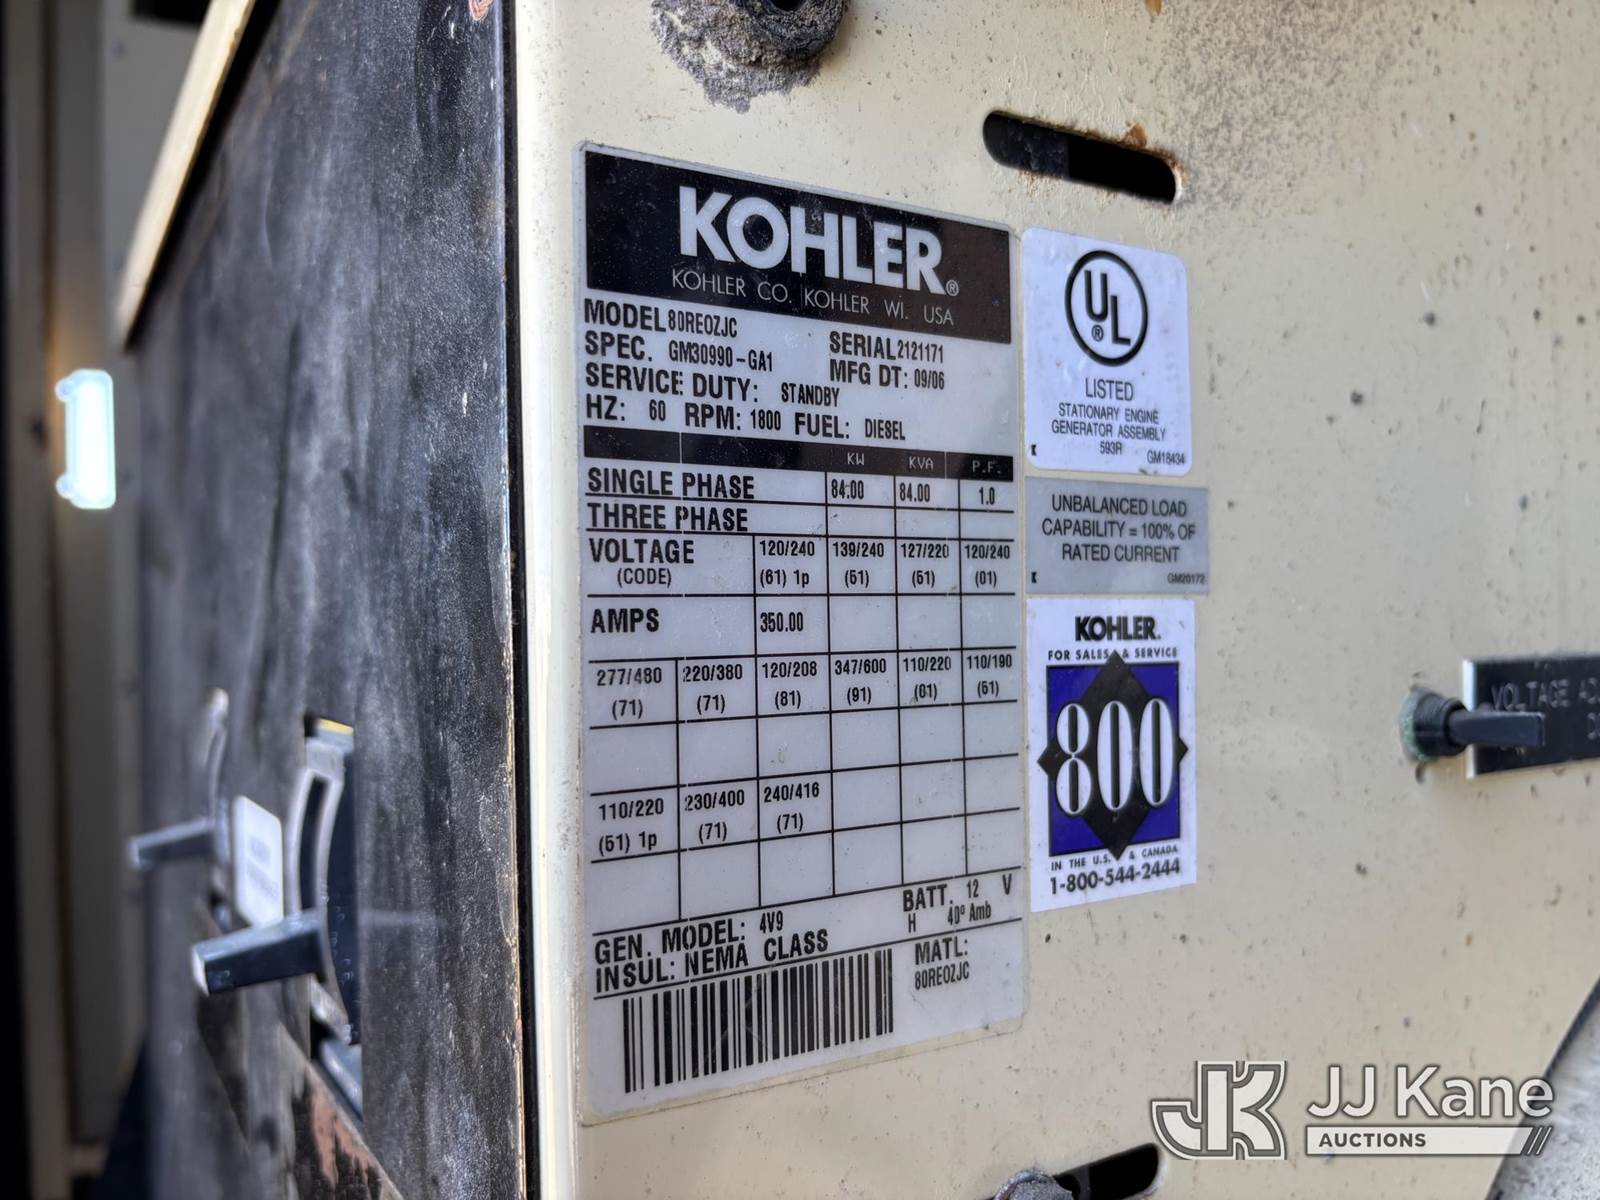 KOHLER®
KOHLER CO. KOHLER WI. USA
MODEL 80REOZJC
SERIAL 2121171
SPEC. GM30990-GA1
MFG DT: 09/06
SERVICE DUTY: STANDBY
HZ: 60 RPM: 1800 FUEL: DIESEL
KW KVA P.F.
SINGLE PHASE 84.00 84.00 1.0
THREE PHASE
VOLTAGE 120/240 139/240 127/220 120/240
(CODE) (61) 1p (51) (61) (01)
AMPS 350.00
277/480 220/380 120/208 347/600 110/220 110/190
(71) (71) (81) (91) (01) (61)
110/220 230/400 240/416
(61) 1p (71) (71)
GEN. MODEL: 4V9
BATT. 12 V
INSUL: NEMA CLASS H 40° Amb
MATL:
80REOZJC
UL®
LISTED
STATIONARY ENGINE
GENERATOR ASSEMBLY
593R
GM18434
UNBALANCED LOAD
CAPABILITY = 100% OF
RATED CURRENT
GM20172
KOHLER.
FOR SALES & SERVICE
800
IN THE U.S. & CANADA
1-800-544-2444
VOLTAGE
JK JJ Kane
AUCTIONS